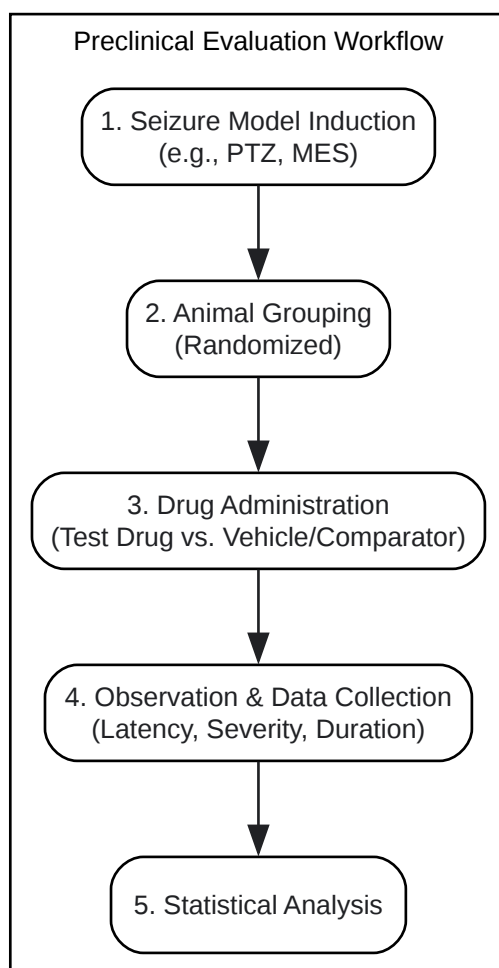 Preclinical Evaluation Workflow
1. Seizure Model Induction
(e.g., PTZ, MES)
2. Animal Grouping
(Randomized)
3. Drug Administration
(Test Drug vs. Vehicle/Comparator)
4. Observation & Data Collection
(Latency, Severity, Duration)
5. Statistical Analysis